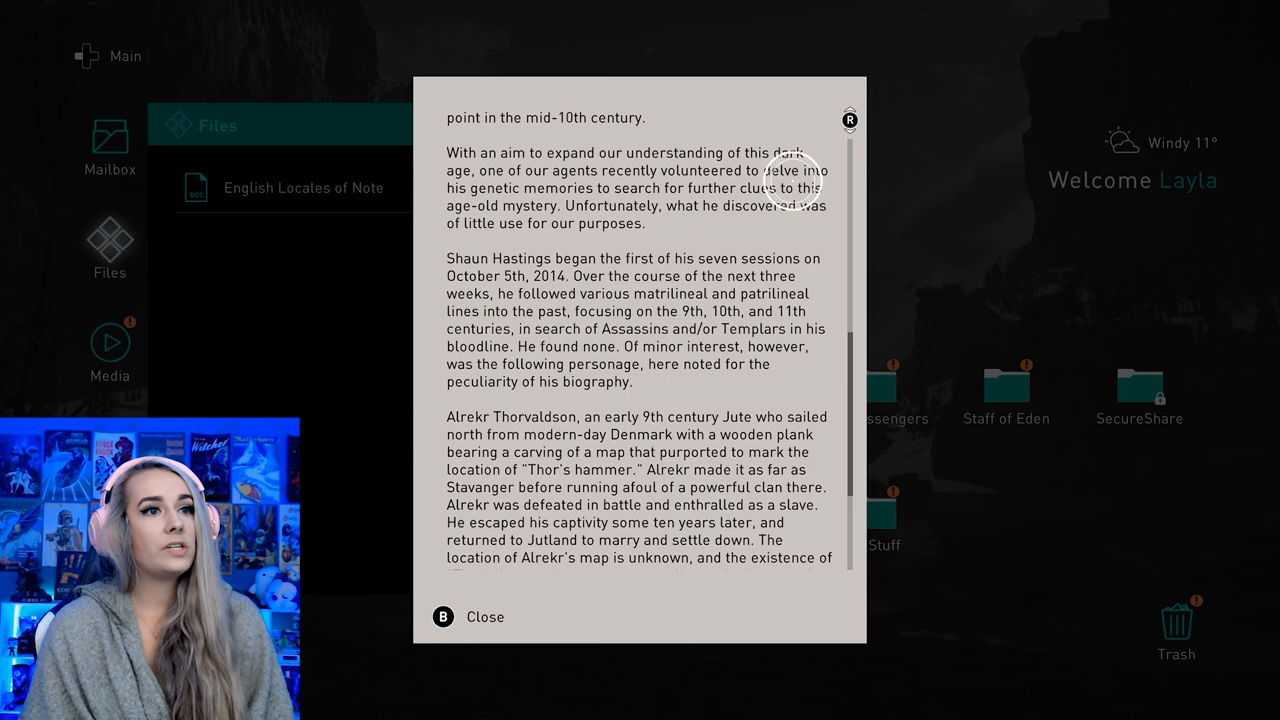 Main
Files
Mailbox
English Locales of Note
Files
Media
point in the mid-10th century.
With an aim to expand our understanding of this dark
age, one of our agents recently volunteered to delve into
his genetic memories to search for further clues to this
age-old mystery. Unfortunately, what he discovered was
of little use for our purposes.
Shaun Hastings began the first of his seven sessions on
October 5th, 2014. Over the course of the next three
weeks, he followed various matrilineal and patrilineal
lines into the past, focusing on the 9th, 10th, and 11th
centuries, in search of Assassins and/or Templars in his
bloodline. He found none. Of minor interest, however,
was the following personage, here noted for the
peculiarity of his biography.
Alrekr Thorvaldson, an early 9th century Jute who sailed
north from modern-day Denmark with a wooden plank
bearing a carving of a map that purported to mark the
location of "Thor's hammer." Alrekr made it as far as
Stavanger before running afoul of a powerful clan there.
Alrekr was defeated in battle and enthralled as a slave.
He escaped his captivity some ten years later, and
returned to Jutland to marry and settle down. The
location of Alrekr's map is unknown, and the existence of
R
B Close
Windy 11°
Welcome Layla
ssengers
Staff of Eden
SecureShare
Stuff
Trash
DOC
Witcher